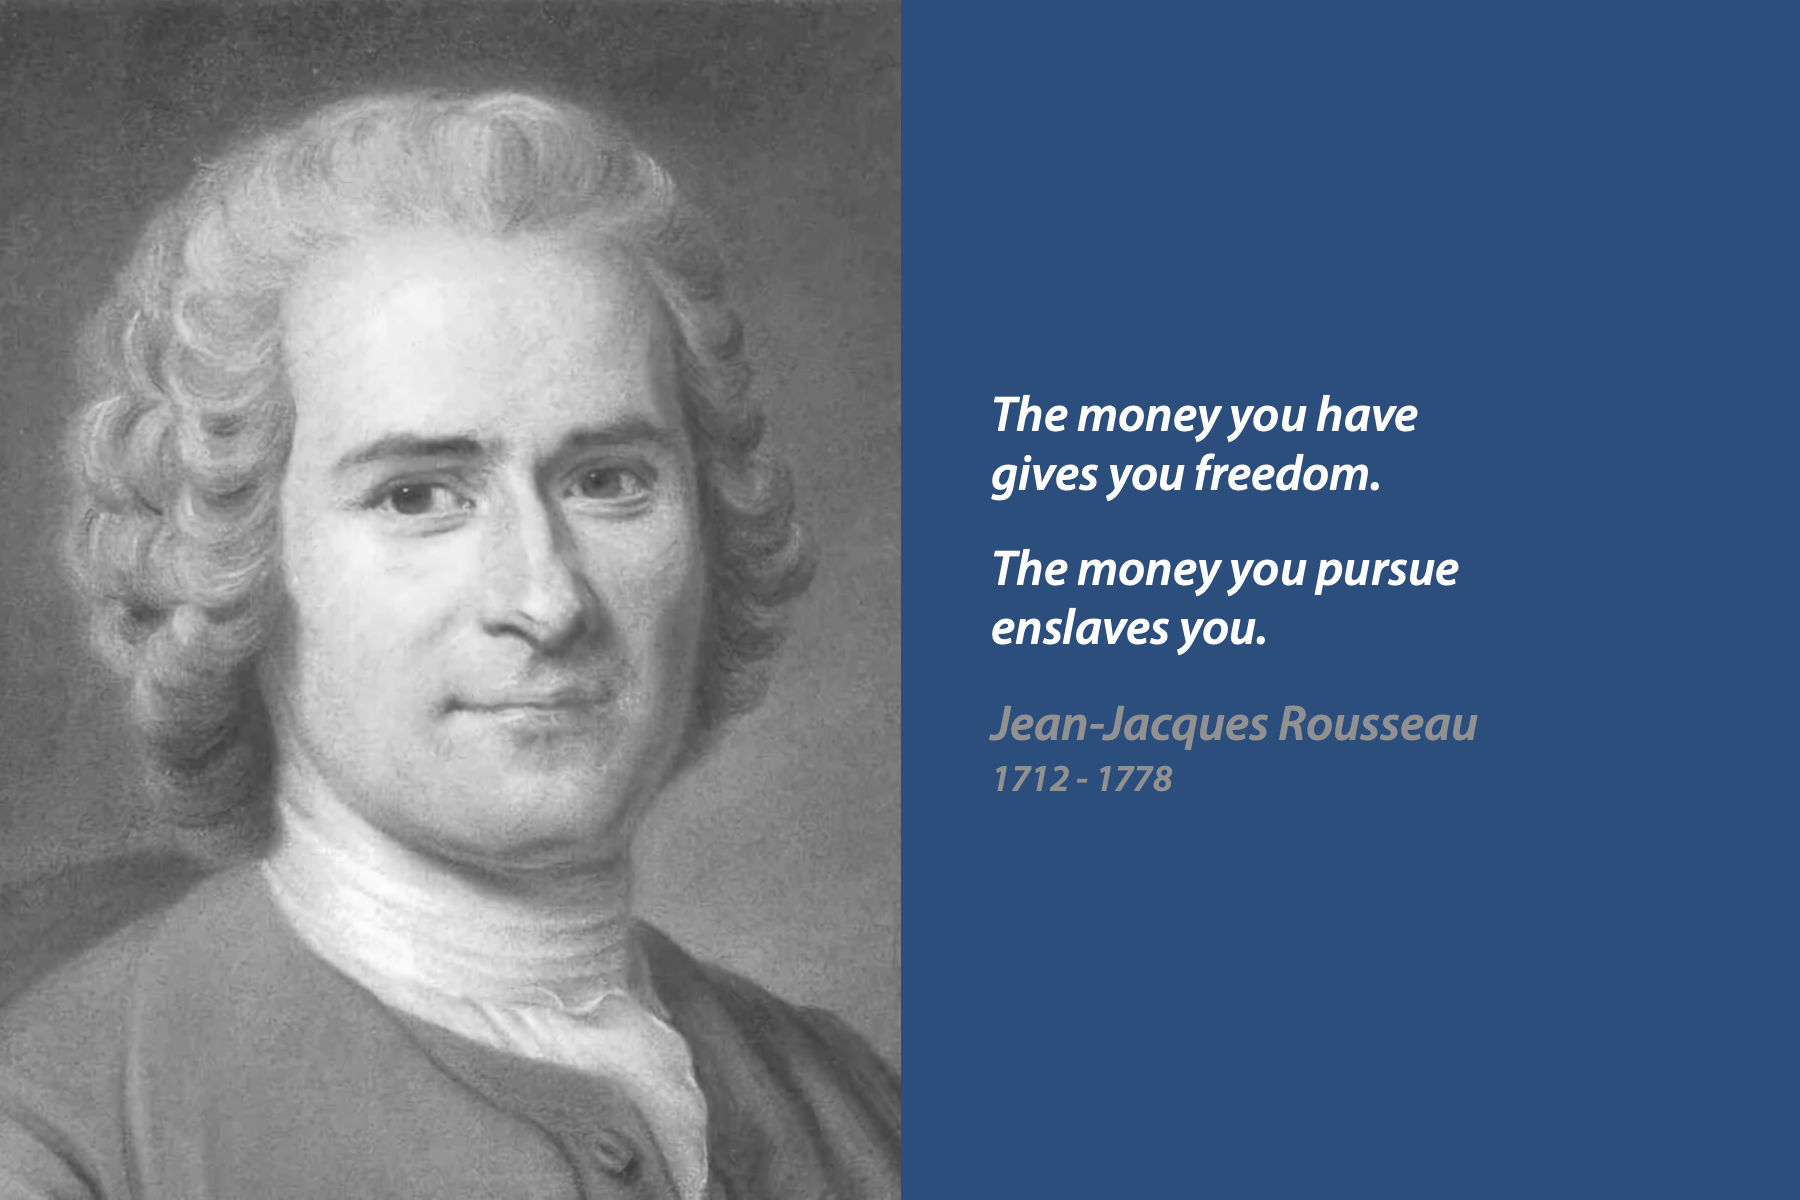 The money you have
gives you freedom.
The money you pursue
enslaves you.
Jean-Jacques Rousseau
1712 - 1778